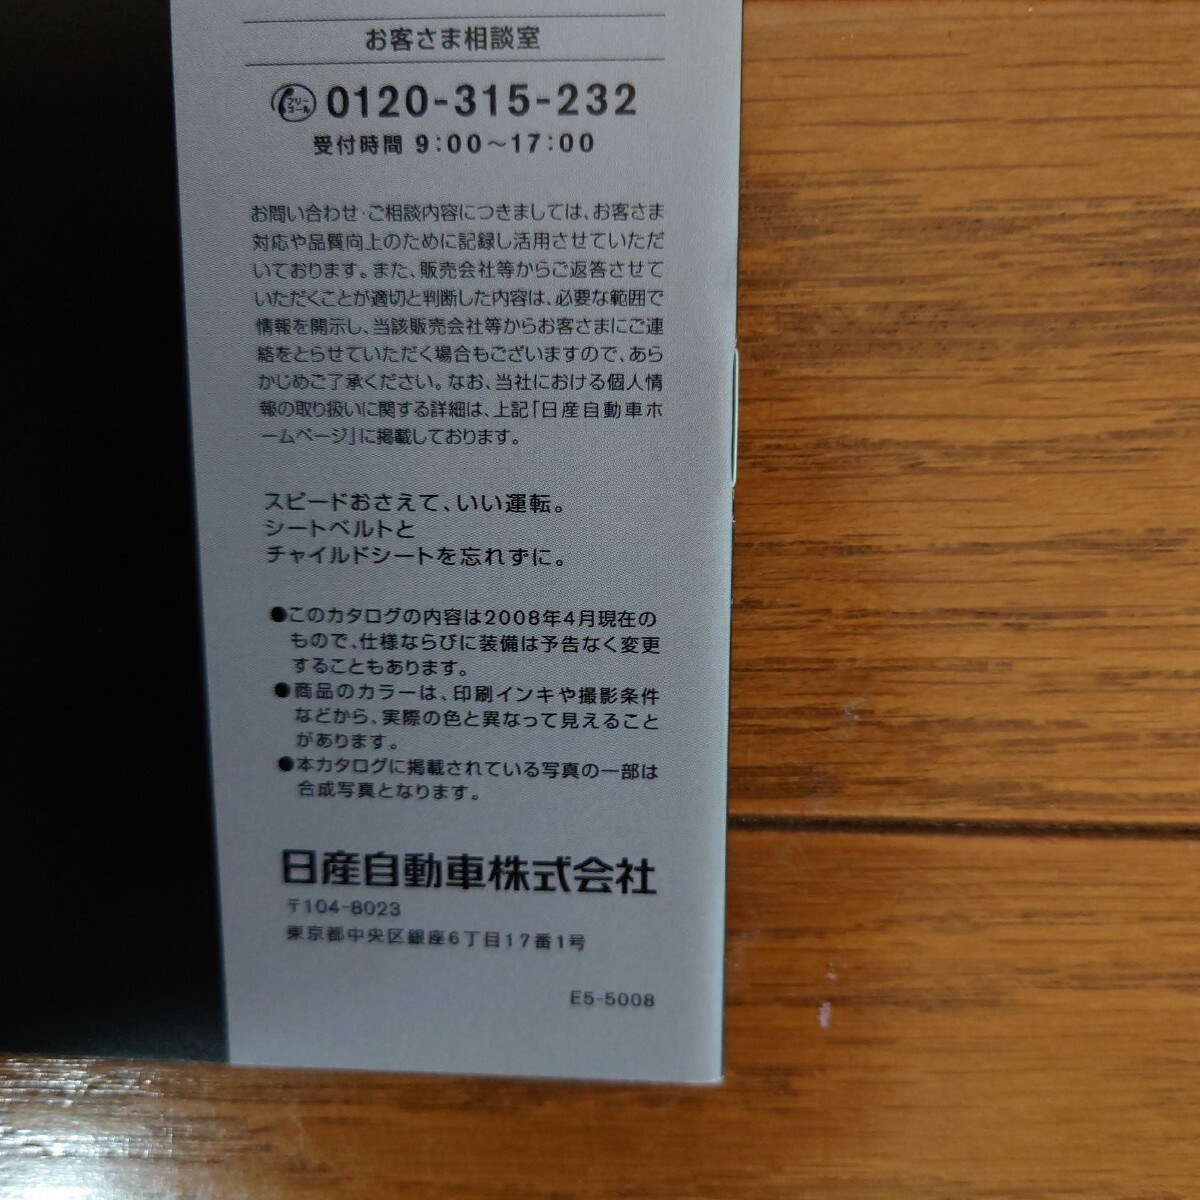 お客さま相談室
フリーコール 0120-315-232
受付時間 9:00～17:00
お問い合わせ・ご相談内容につきましては、お客さま
対応や品質向上のために記録し活用させていただ
いております。また、販売会社等からご返答させて
いただくことが適切と判断した内容は、必要な範囲で
情報を開示し、当該販売会社等からお客さまにご連
絡をとらせていただく場合もございますので、あら
かじめご了承ください。なお、当社における個人情
報の取り扱いに関する詳細は、上記「日産自動車ホ
ームページ」に掲載しております。
スピードおさえて、いい運転。
シートベルトと
チャイルドシートを忘れずに。
●このカタログの内容は2008年4月現在の
もので、仕様ならびに装備は予告なく変更
することもあります。
●商品のカラーは、印刷インキや撮影条件
などから、実際の色と異なって見えること
があります。
●本カタログに掲載されている写真の一部は
合成写真となります。
日産自動車株式会社
〒104-8023
東京都中央区銀座6丁目17番1号
E5-5008